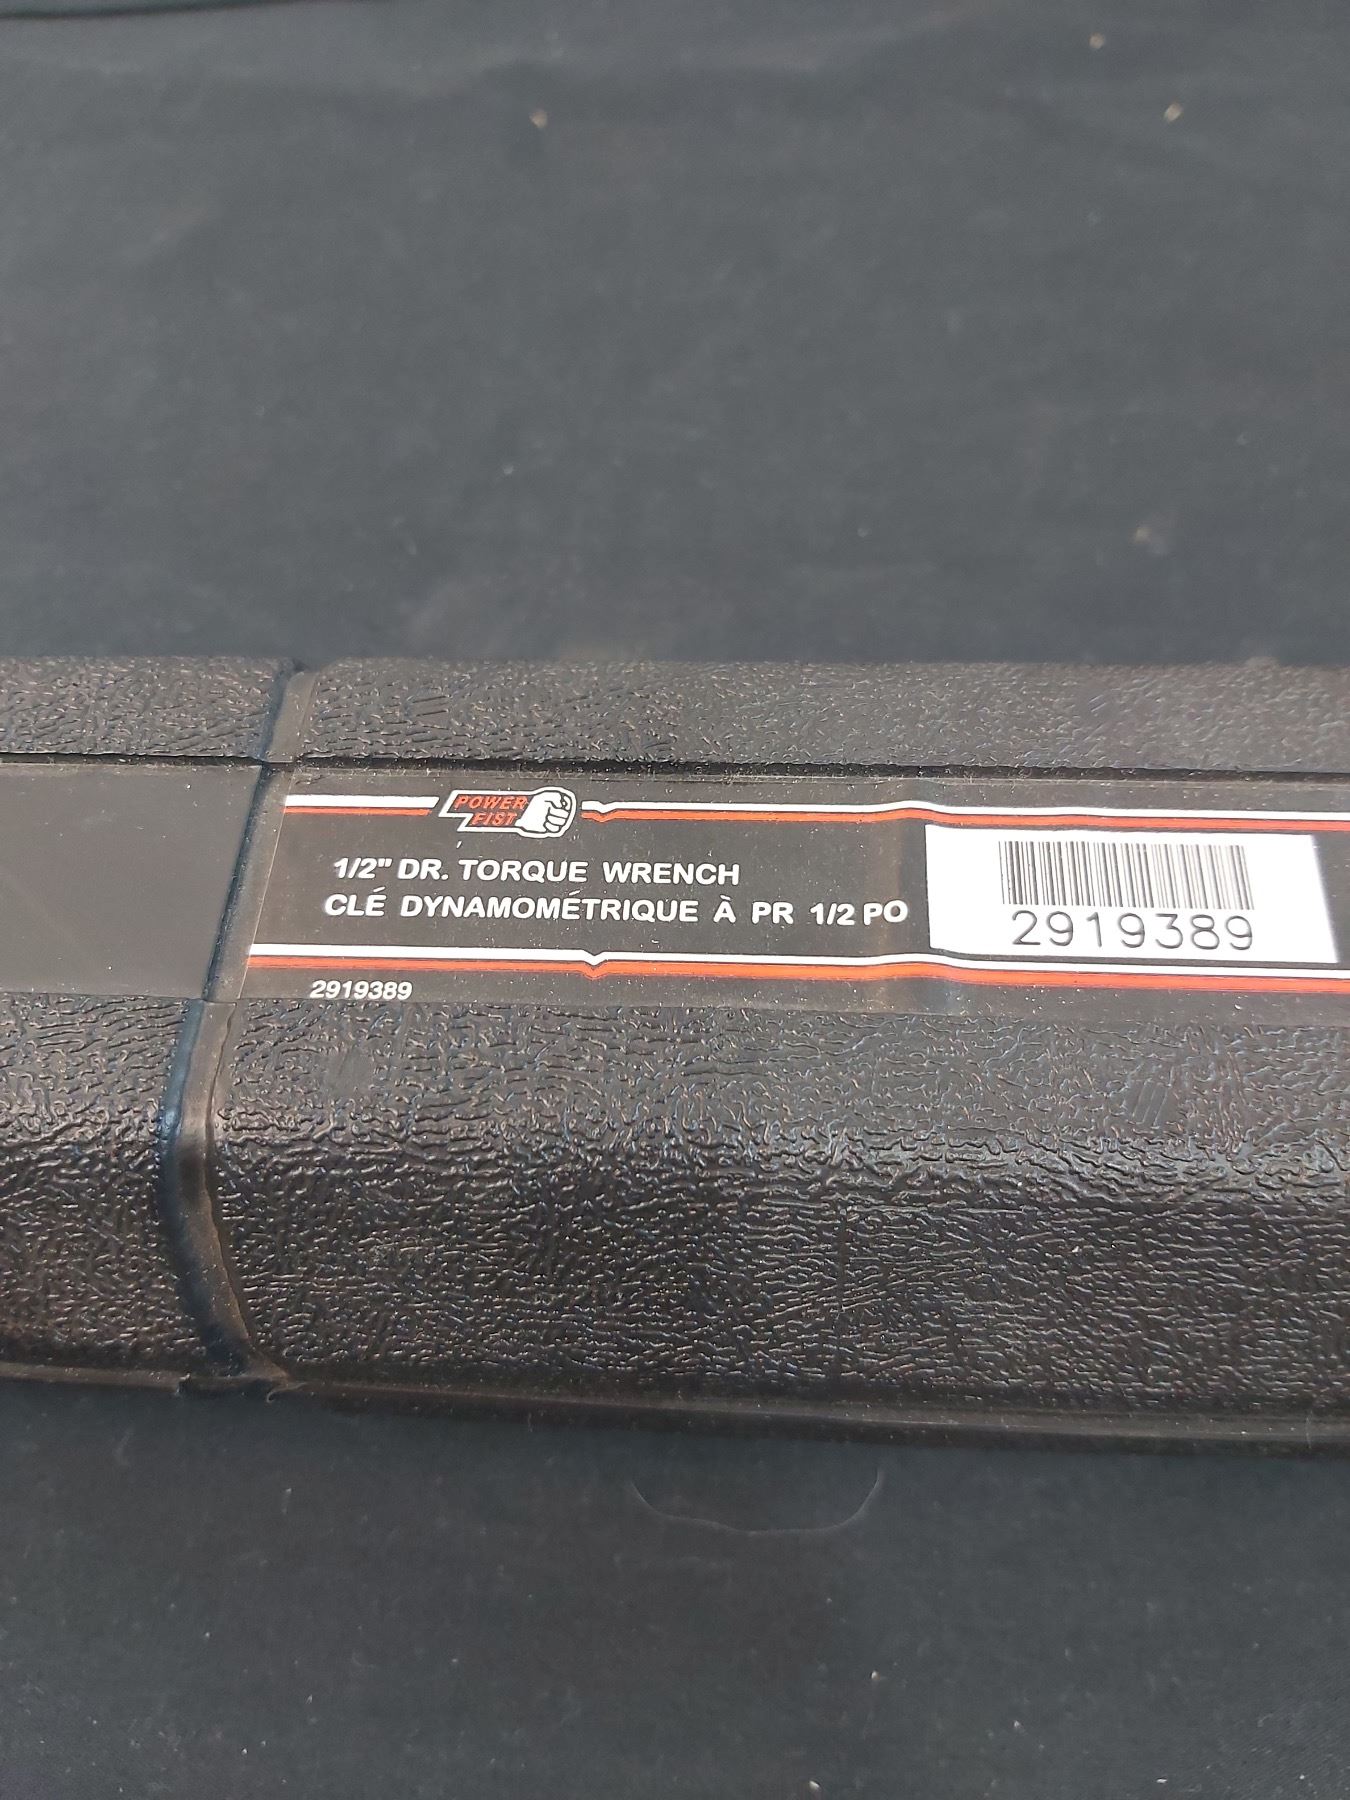 POWER
FIST
1/2" DR. TORQUE WRENCH
CLÉ DYNAMOMÉTRIQUE À PR 1/2 PO
2919389
2919389